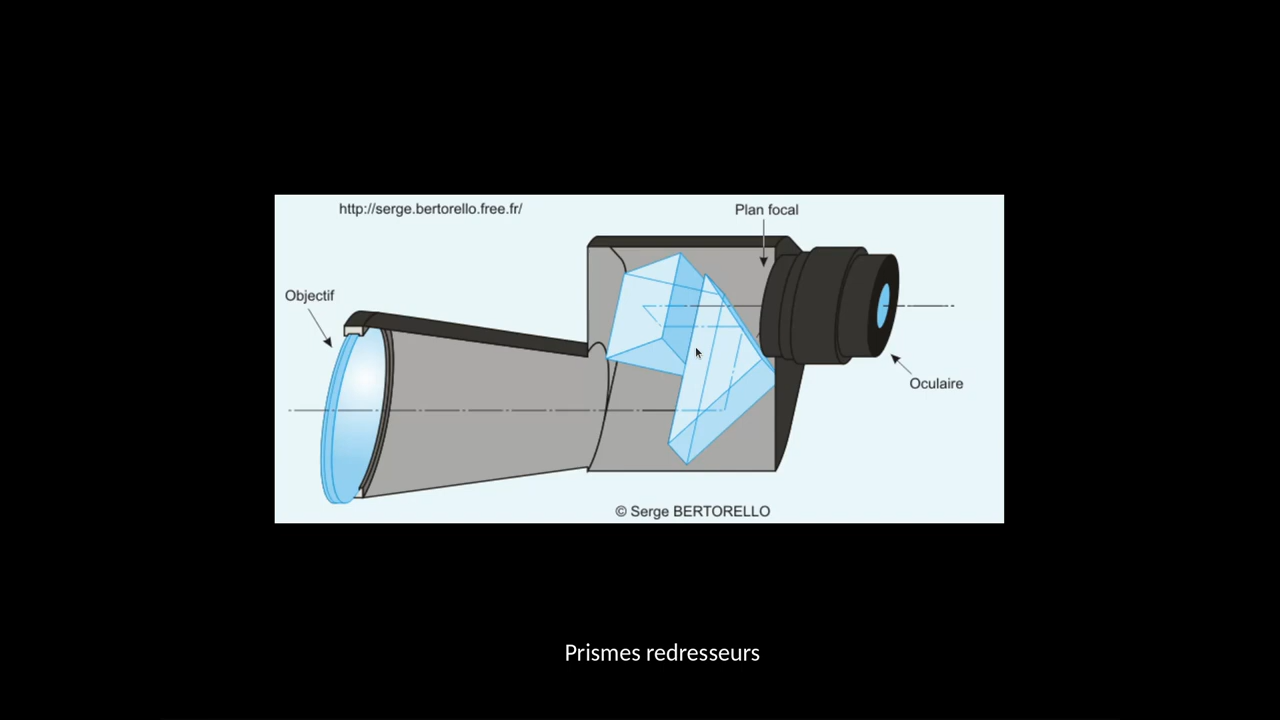 http://serge.bertorello.free.fr/
Plan focal
Objectif
Oculaire
© Serge BERTORELLO
Prismes redresseurs